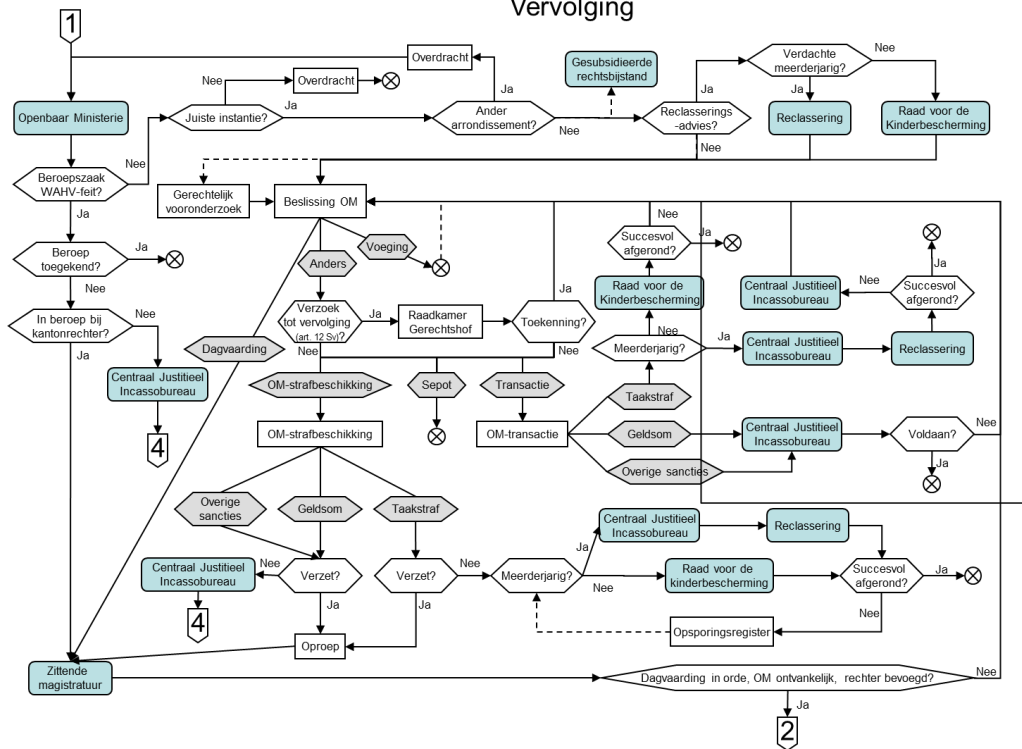 Vervolging
1
Overdracht
Gesubsidieerde
rechtsbijstand
Verdachte
meerderjarig?
Nee
Nee
Overdracht
Ja
Ja
Ja
Openbaar Ministerie
Juiste instantie?
Ja
Ander
arrondissement?
Nee
Reclasserings
-advies?
Reclassering
Raad voor de
Kinderbescherming
Nee
Nee
Beroepszaak
WAHV-feit?
Gerechtelijk
vooronderzoek
Beslissing OM
Ja
Nee
Voeging
Succesvol
afgerond?
Ja
Beroep
toegekend?
Ja
Anders
Ja
Nee
Raad voor de
Kinderbescherming
Centraal Justitieel
Incassobureau
Nee
Succesvol
afgerond?
Ja
In beroep bij
kantonrechter?
Nee
Verzoek
tot vervolging
(art. 12 Sv)?
Ja
Raadkamer
Gerechtshof
Toekenning?
Nee
Ja
Dagvaarding
Nee
Nee
Meerderjarig?
Ja
Centraal Justitieel
Incassobureau
Reclassering
Centraal Justitieel
Incassobureau
OM-strafbeschikking
Sepot
Transactie
Taakstraf
4
OM-strafbeschikking
OM-transactie
Geldsom
Centraal Justitieel
Incassobureau
Voldaan?
Nee
Overige sancties
Ja
Overige
sancties
Geldsom
Taakstraf
Centraal Justitieel
Incassobureau
Reclassering
Ja
Centraal Justitieel
Incassobureau
Nee
Verzet?
Verzet?
Nee
Meerderjarig?
Nee
Raad voor de
kinderbescherming
Succesvol
afgerond?
Ja
4
Ja
Ja
Nee
Opsporingsregister
Oproep
Zittende
magistratuur
Dagvaarding in orde, OM ontvankelijk, rechter bevoegd?
Nee
Ja
2